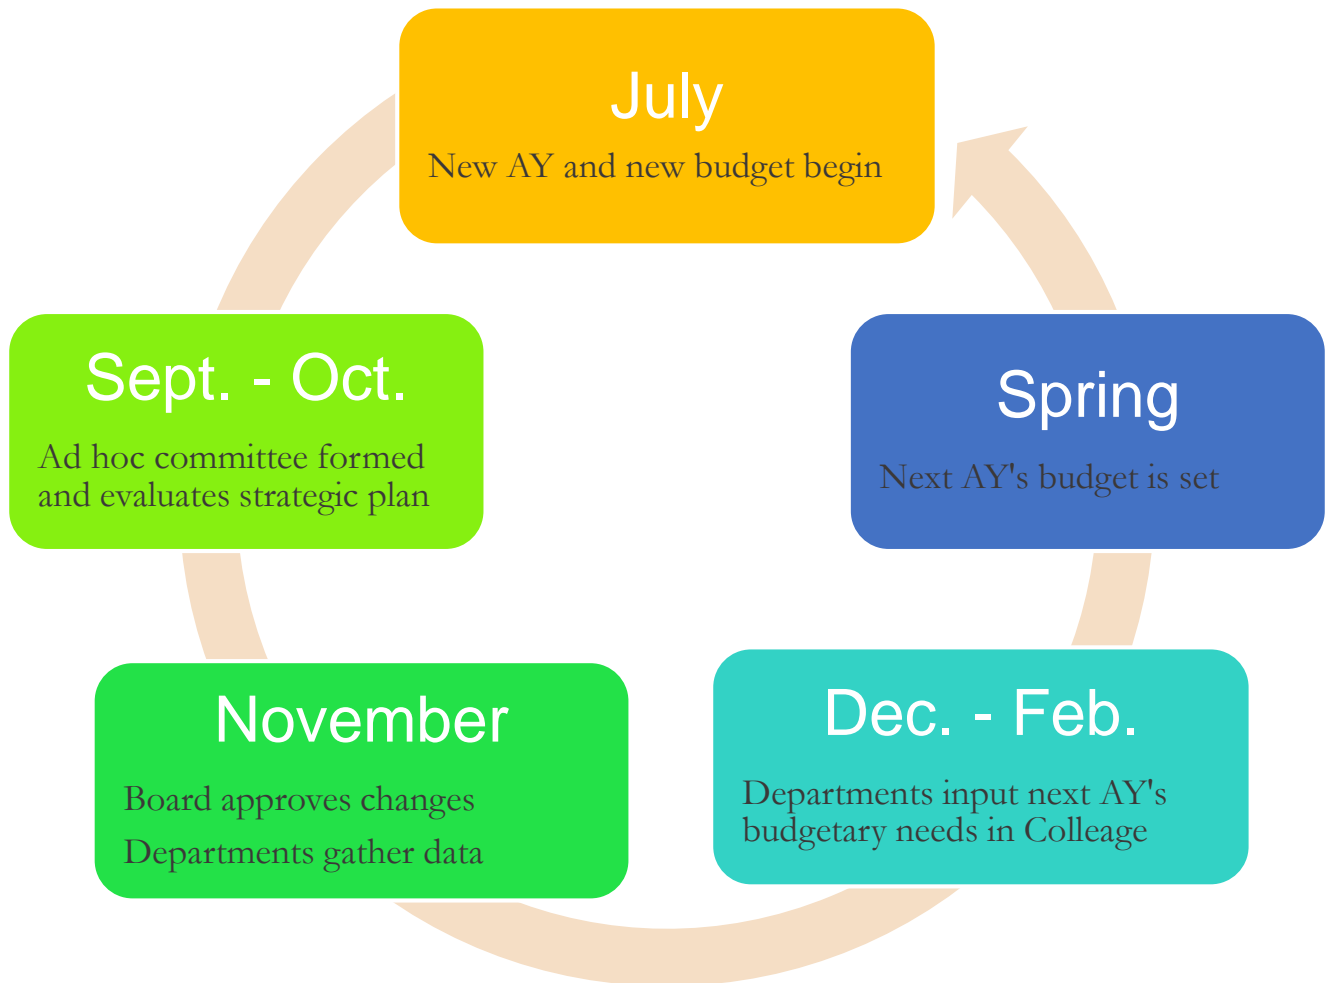 July
New AY and new budget begin
Sept. - Oct.
Ad hoc committee formed
and evaluates strategic plan
November
Board approves changes
Departments gather data
Dec. - Feb.
Departments input next AY's
budgetary needs in Colleage
Spring
Next AY's budget is set